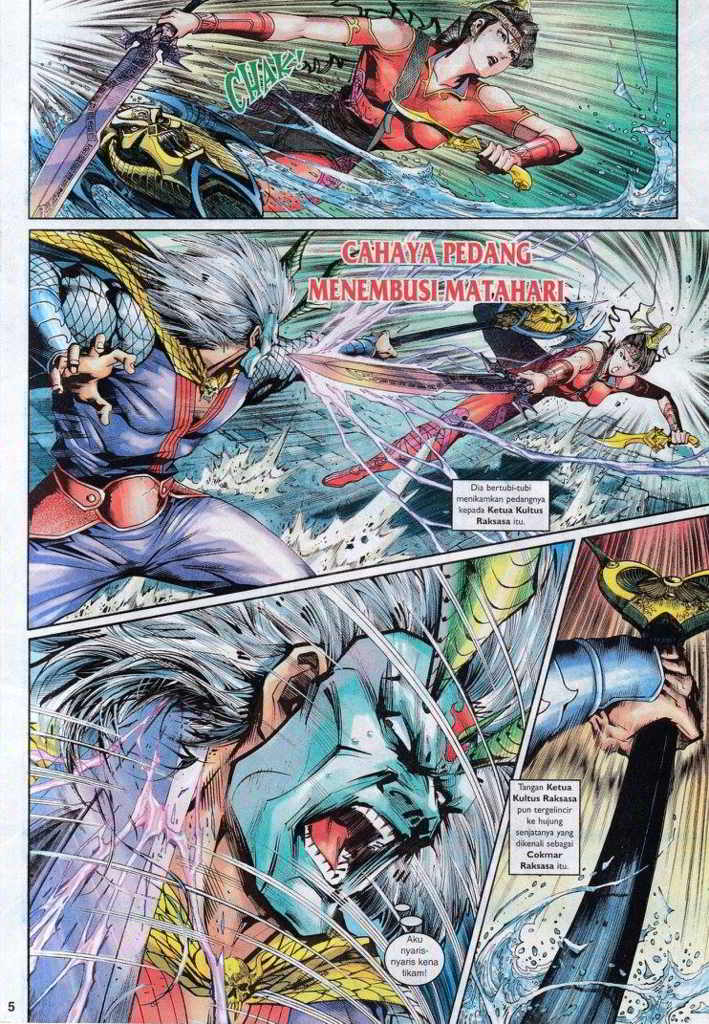 CHAK!
CAHAYA PEDANG
MENEMBUSI MATAHARI
Dia bertubi-tubi
menikamkan pedangnya
kepada Ketua Kultus
Raksasa itu.
Tangan Ketua
Kultus Raksasa
pun tergelincir
ke hujung
senjatanya yang
dikenali sebagai
Cokmar
Raksasa itu.
Aku
nyaris-
nyaris kena
tikam!
5